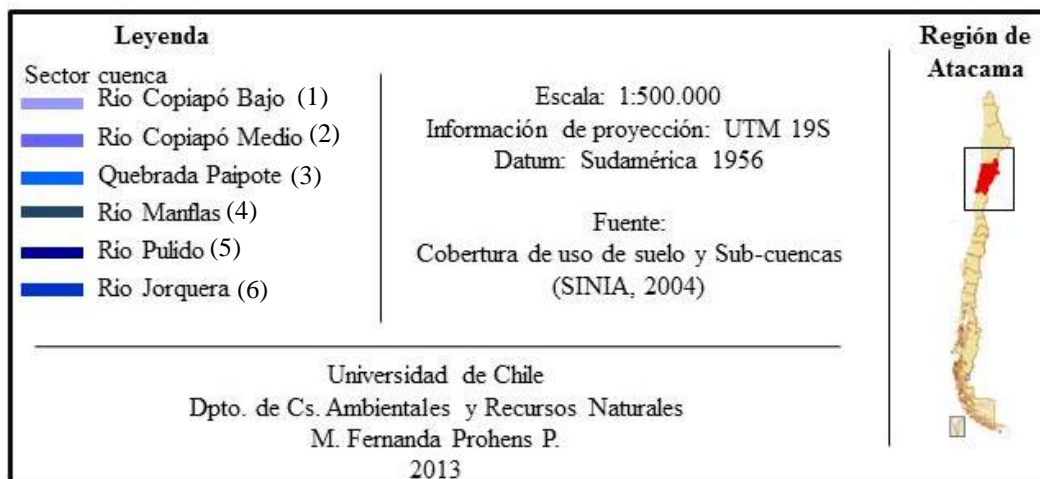 Leyenda
Sector cuenca
Río Copiapó Bajo (1)
Río Copiapó Medio (2)
Quebrada Paipote (3)
Río Manflas (4)
Río Pulido (5)
Río Jorquera (6)
Escala: 1:500.000
Información de proyección: UTM 19S
Datum: Sudamérica 1956
Fuente:
Cobertura de uso de suelo y Sub-cuencas
(SINIA, 2004)
Universidad de Chile
Dpto. de Cs. Ambientales y Recursos Naturales
M. Fernanda Prohens P.
2013
Región de
Atacama